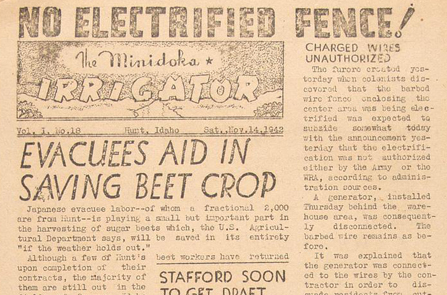 NO ELECTRIFIED FENCE!
The Minidoka
IRRIGATOR
Vol. I, No.18 Hunt, Idaho Sat., Nov.14,1942
EVACUEES AID IN
SAVING BEET CROP
Japanese evacuee labor--of whom a fractional 2,000
are from Hunt--is playing a small but important part in
the harvesting of sugar beets which, the U.S. Agricul-
tural Department says, will be saved in its entirety
"if the weather holds out."
Although a few of Hunt's
upon completion of their
contracts, the majority of
them are still out in the
beet workers have returned
STAFFORD SOON
TO GET DRAFT
CHARGED WIRES
UNAUTHORIZED
The furore created yes-
terday when colonists dis-
covered that the barbed
wire fence enclosing the
center area was being elec-
trified was expected to
subside somewhat today
with the announcement yes-
terday that the electrifi-
cation was not authorized
either by the Army or the
WRA, according to adminis-
tration sources.
A generator, installed
Thursday behind the ware-
house area, was consequent-
ly disconnected. The
barbed wire remains as be-
fore.
It was explained that
the generator was connect-
ed to the wires by the con-
tractor in order to dis-